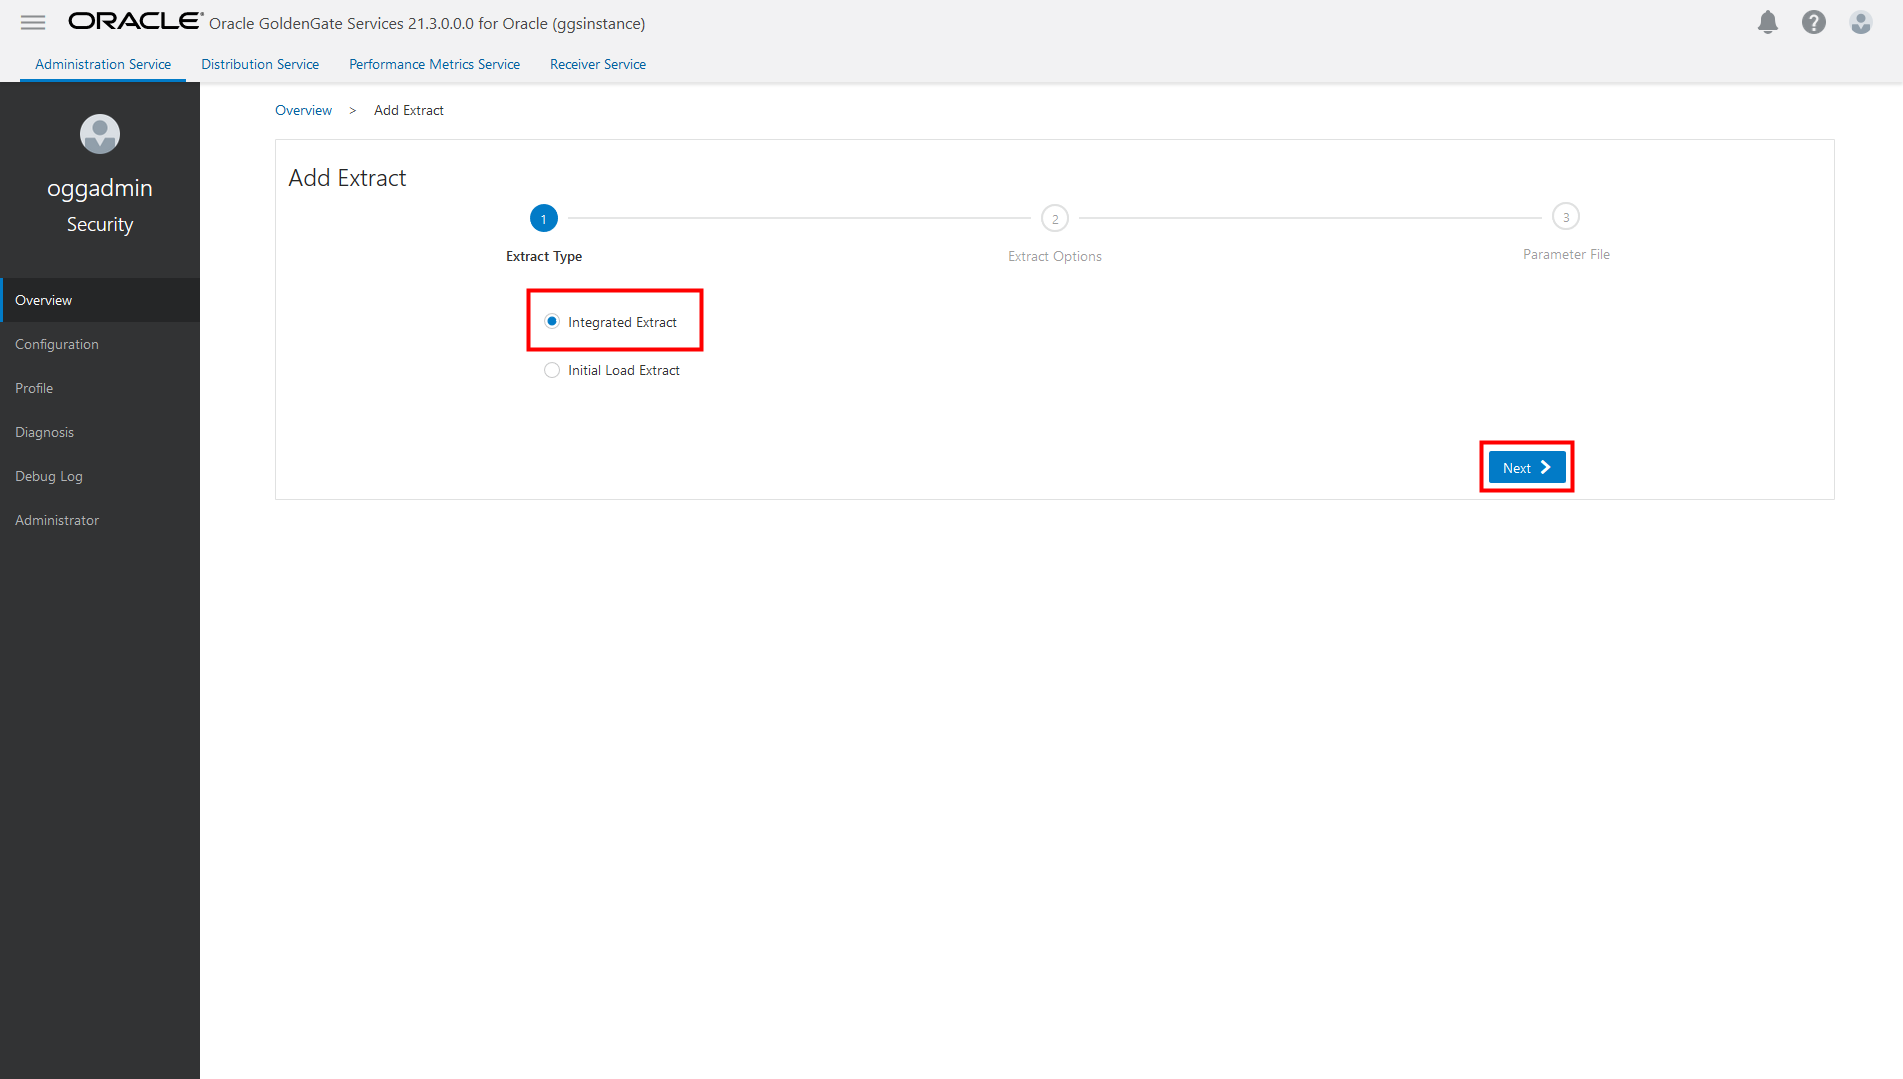 ORACLE® Oracle GoldenGate Services 21.3.0.0.0 for Oracle (ggsinstance)
Administration Service Distribution Service Performance Metrics Service Receiver Service
oggadmin
Security
Overview
Configuration
Profile
Diagnosis
Debug Log
Administrator
Overview > Add Extract
Add Extract
1 2 3
Extract Type Extract Options Parameter File
Integrated Extract
Initial Load Extract
Next